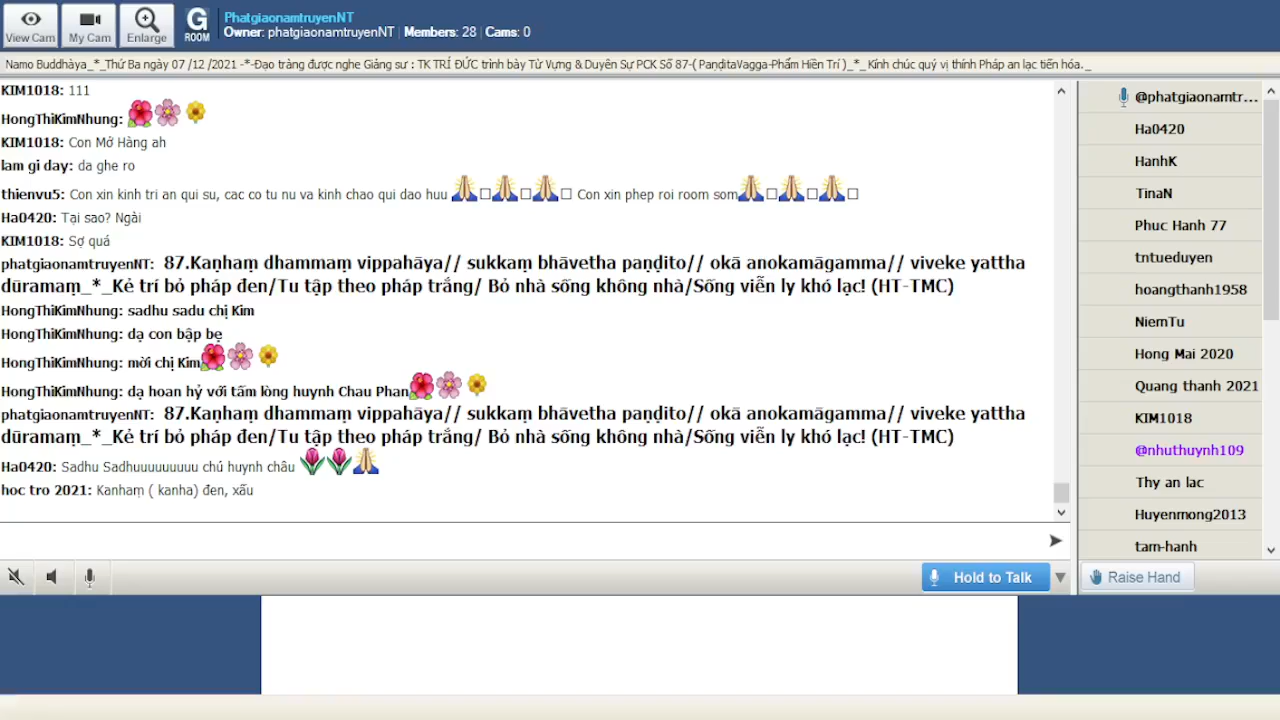 View Cam
My Cam
Enlarge
G
ROOM
PhatgiaonamtruyenNT
Owner: phatgiaonamtruyenNT | Members: 28 | Cams: 0
Namo Buddhàya_*_Thứ Ba ngày 07 /12 /2021 -*-Đạo tràng được nghe Giảng sư : TK TRÍ ĐỨC trình bày Từ Vựng & Duyên Sự PCK Số 87-( PaṇḍitaVagga-Phẩm Hiền Trí )_*_ Kính chúc quý vị thính Pháp an lạc tiến hóa._
KIM1018: 111
HongThiKimNhung: 🌺🌸🌼
KIM1018: Con Mở Hàng ah
lam gi day: da ghe ro
thienvu5: Con xin kinh tri an qui su, cac co tu nu va kinh chao qui dao huu 🙏□🙏□🙏□ Con xin phep roi room som🙏□🙏□🙏□
Ha0420: Tại sao? Ngài
KIM1018: Sợ quá
phatgiaonamtruyenNT: 87.Kaṇhaṃ dhammaṃ vippahāya// sukkaṃ bhāvetha paṇḍito// okā anokamāgamma// viveke yattha
dūramaṃ_*_Kẻ trí bỏ pháp đen/Tu tập theo pháp trắng/ Bỏ nhà sống không nhà/Sống viễn ly khó lạc! (HT-TMC)
HongThiKimNhung: sadhu sadu chị Kim
HongThiKimNhung: dạ con bập bẹ
HongThiKimNhung: mời chị Kim🌺🌸🌼
HongThiKimNhung: dạ hoan hỷ với tấm lòng huynh Chau Phan🌺🌸🌼
phatgiaonamtruyenNT: 87.Kaṇhaṃ dhammaṃ vippahāya// sukkaṃ bhāvetha paṇḍito// okā anokamāgamma// viveke yattha
dūramaṃ_*_Kẻ trí bỏ pháp đen/Tu tập theo pháp trắng/ Bỏ nhà sống không nhà/Sống viễn ly khó lạc! (HT-TMC)
Ha0420: Sadhu Sadhuuuuuuuuu chú huynh châu 🌷🌷🙏
hoc tro 2021: Kanhaṃ ( kanha) đen, xấu
Hold to Talk
@phatgiaonamtr...
Ha0420
HanhK
TinaN
Phuc Hanh 77
tntueduyen
hoangthanh1958
NiemTu
Hong Mai 2020
Quang thanh 2021
KIM1018
@nhuthuynh109
Thy an lac
Huyenmong2013
tam-hanh
Raise Hand